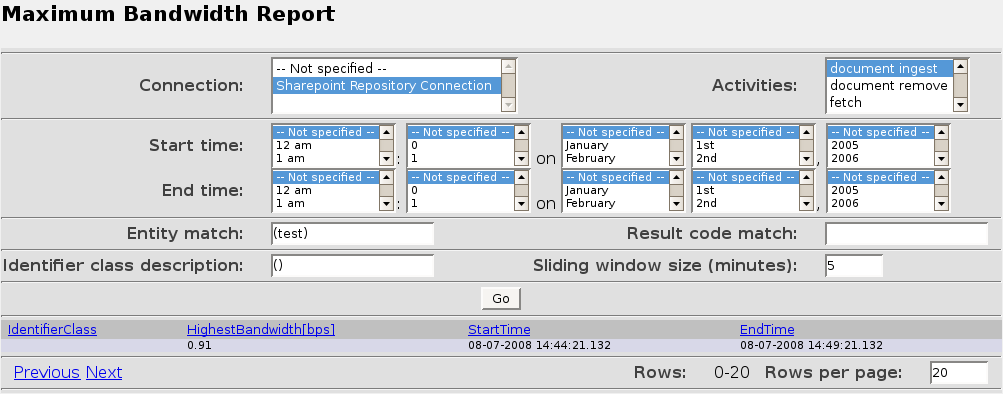 Maximum Bandwidth Report
Connection: -- Not specified -- Sharepoint Repository Connection Activities: document ingest document remove fetch
Start time: -- Not specified -- 12 am 1 am : -- Not specified -- 0 1 on -- Not specified -- January February -- Not specified -- 1st 2nd , -- Not specified -- 2005 2006
End time: -- Not specified -- 12 am 1 am : -- Not specified -- 0 1 on -- Not specified -- January February -- Not specified -- 1st 2nd , -- Not specified -- 2005 2006
Entity match: (test) Result code match:
Identifier class description: () Sliding window size (minutes): 5
Go
IdentifierClass HighestBandwidth[bps] StartTime EndTime
0.91 08-07-2008 14:44:21.132 08-07-2008 14:49:21.132
Previous Next Rows: 0-20 Rows per page: 20